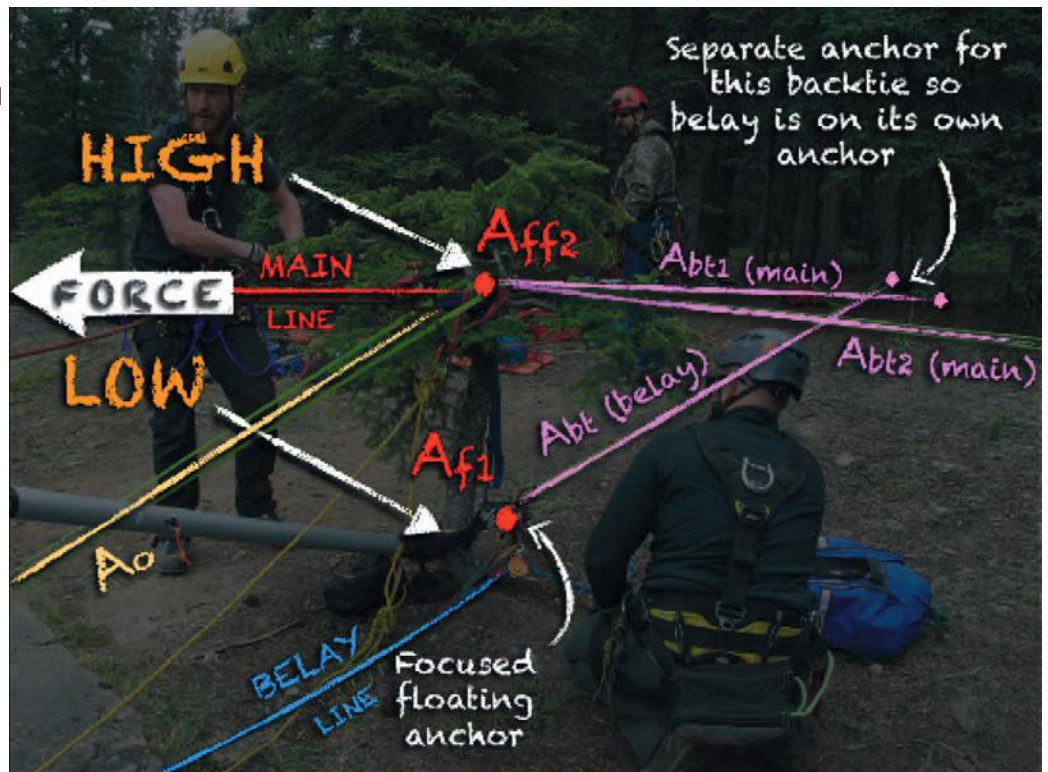 Separate anchor for
this backtie so
belay is on its own
anchor
HIGH
Aff2
MAIN
LINE
FORCE
Abt1 (main)
Abt2 (main)
LOW
Abt (belay)
Af1
Ao
BELAY
LINE
Focused
floating
anchor